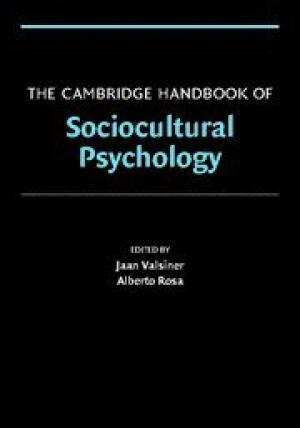 THE CAMBRIDGE HANDBOOK OF
Sociocultural
Psychology
EDITED BY
Jaan Valsiner
Alberto Rosa